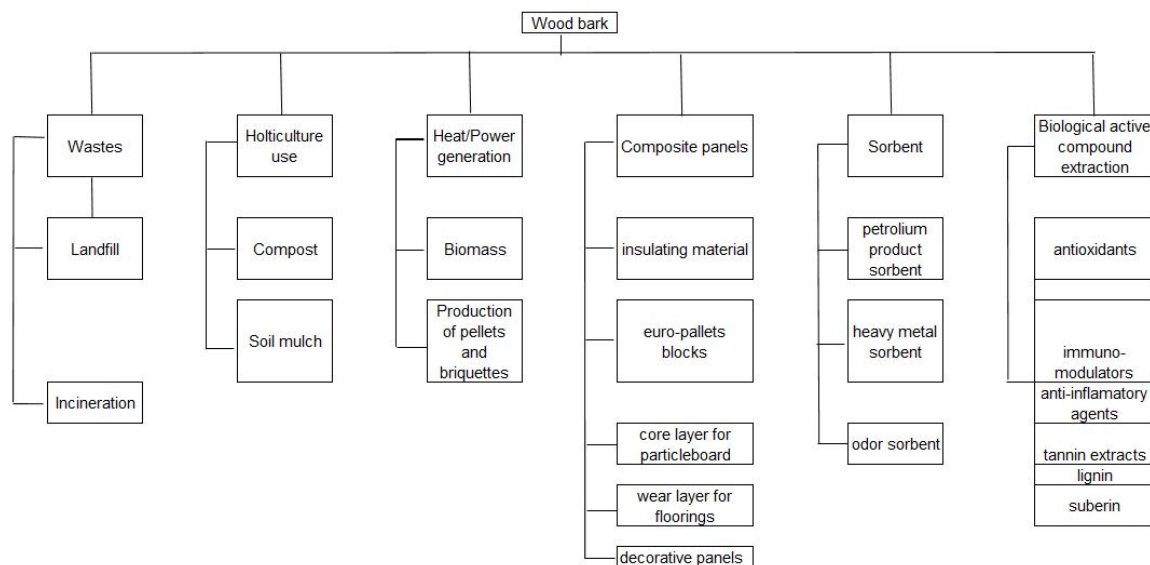 Wood bark
Wastes
Landfill
Incineration
Holticulture
use
Compost
Soil mulch
Heat/Power
generation
Biomass
Production
of pellets
and
briquettes
Composite panels
insulating material
euro-pallets
blocks
core layer for
particleboard
wear layer for
floorings
decorative panels
Sorbent
petrolium
product
sorbent
heavy metal
sorbent
odor sorbent
Biological active
compound
extraction
antioxidants
immuno-
modulators
anti-inflamatory
agents
tannin extracts
lignin
suberin